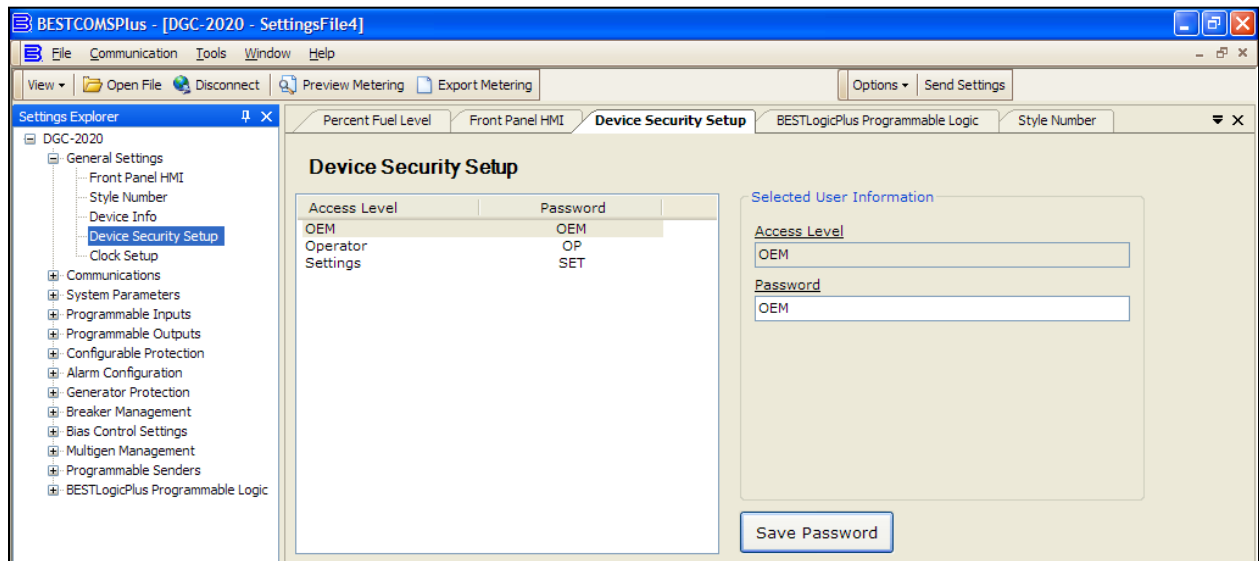 BESTCOMSPlus - [DGC-2020 - SettingsFile4]
File Communication Tools Window Help
View Open File Disconnect Preview Metering Export Metering Options Send Settings
Settings Explorer
Percent Fuel Level Front Panel HMI Device Security Setup BESTLogicPlus Programmable Logic Style Number
DGC-2020
General Settings
Front Panel HMI
Style Number
Device Info
Device Security Setup
Clock Setup
Communications
System Parameters
Programmable Inputs
Programmable Outputs
Configurable Protection
Alarm Configuration
Generator Protection
Breaker Management
Bias Control Settings
Multigen Management
Programmable Senders
BESTLogicPlus Programmable Logic
Device Security Setup
Access Level Password
OEM OEM
Operator OP
Settings SET
Selected User Information
Access Level
OEM
Password
OEM
Save Password